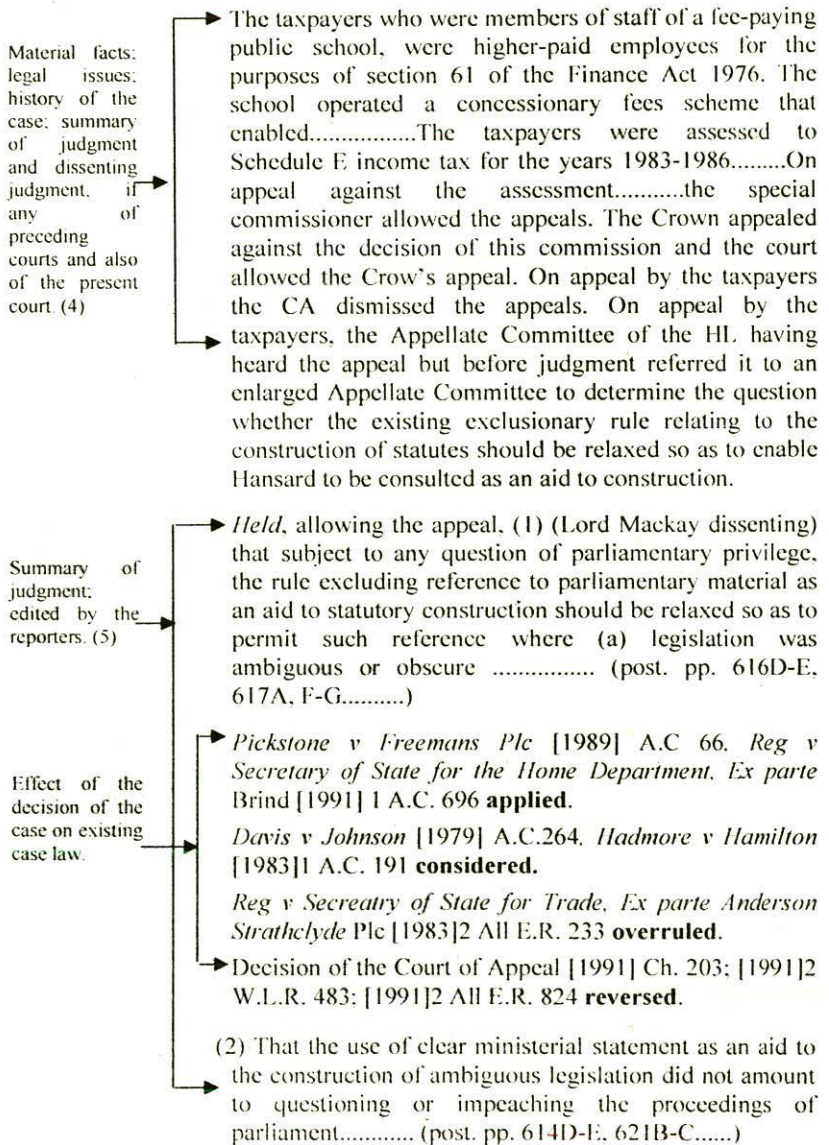 Material facts;
legal issues;
history of the
case; summary
of judgment
and dissenting
judgment, if
any of
preceding
courts and also
of the present
court. (4)
The taxpayers who were members of staff of a fee-paying
public school, were higher-paid employees for the
purposes of section 61 of the Finance Act 1976. The
school operated a concessionary fees scheme that
enabled.................The taxpayers were assessed to
Schedule E income tax for the years 1983-1986.........On
appeal against the assessment...........the special
commissioner allowed the appeals. The Crown appealed
against the decision of this commission and the court
allowed the Crow's appeal. On appeal by the taxpayers
the CA dismissed the appeals. On appeal by the
taxpayers, the Appellate Committee of the HL having
heard the appeal but before judgment referred it to an
enlarged Appellate Committee to determine the question
whether the existing exclusionary rule relating to the
construction of statutes should be relaxed so as to enable
Hansard to be consulted as an aid to construction.
Summary of
judgment;
edited by the
reporters. (5)
Held, allowing the appeal, (1) (Lord Mackay dissenting)
that subject to any question of parliamentary privilege,
the rule excluding reference to parliamentary material as
an aid to statutory construction should be relaxed so as to
permit such reference where (a) legislation was
ambiguous or obscure ................ (post. pp. 616D-E,
617A, F-G..........)
Effect of the
decision of the
case on existing
case law.
Pickstone v Freemans Plc [1989] A.C 66, Reg v
Secretary of State for the Home Department, Ex parte
Brind [1991] 1 A.C. 696 applied.
Davis v Johnson [1979] A.C.264, Hadmore v Hamilton
[1983]1 A.C. 191 considered.
Reg v Secreatry of State for Trade, Ex parte Anderson
Strathclyde Plc [1983]2 All E.R. 233 overruled.
Decision of the Court of Appeal [1991] Ch. 203; [1991]2
W.L.R. 483; [1991]2 All E.R. 824 reversed.
(2) That the use of clear ministerial statement as an aid to
the construction of ambiguous legislation did not amount
to questioning or impeaching the proceedings of
parliament............ (post. pp. 614D-E, 621B-C......)